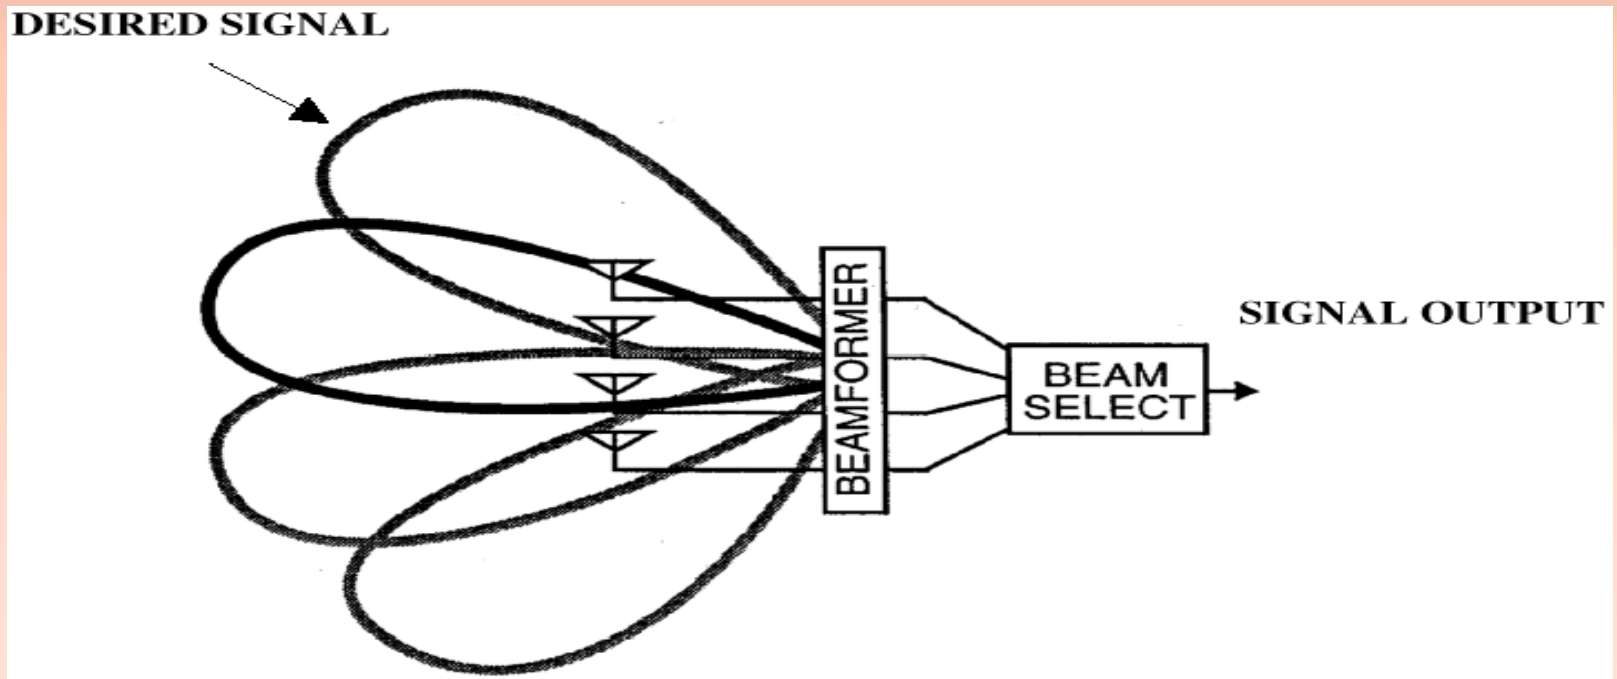 DESIRED SIGNAL
BEAMFORMER
SIGNAL OUTPUT
BEAM
SELECT